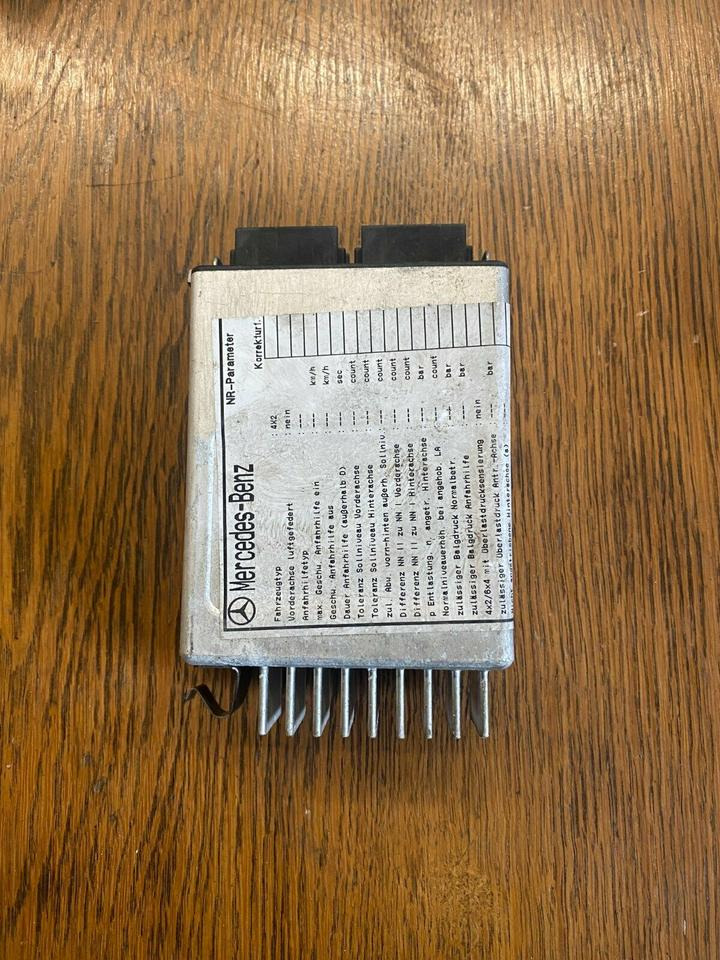 Mercedes-Benz NR-Parameter
Korrekturf.
Fahrzeugtyp : 4x2
Vorderachse luftgefedert : nein
Anfahrhilfetyp : ---
max. Geschw. Anfahrhilfe ein : --- km/h
Geschw. Anfahrhilfe aus : --- km/h
Dauer Anfahrhilfe (außerhalb D) : --- sec
Toleranz Sollniveau Vorderachse : --- count
Toleranz Sollniveau Hinterachse : --- count
zul. Abw. vorn-hinten außerh. Sollniv.: --- count
Differenz NN II zu NN I Vorderachse : --- count
Differenz NN II zu NN I Hinterachse : --- count
p Entlastung. n. angetr. Hinterachse : --- bar
Normalniveauerhöh. bei angehob. LA : --- count
zulässiger Balgdruck Normalbetr. : --- bar
zulässiger Balgdruck Anfahrhilfe : --- bar
4x2/6x4 mit Überlastdrucksensierung : nein
zulässiger Überlastdruck Antr.-Achse : --- bar